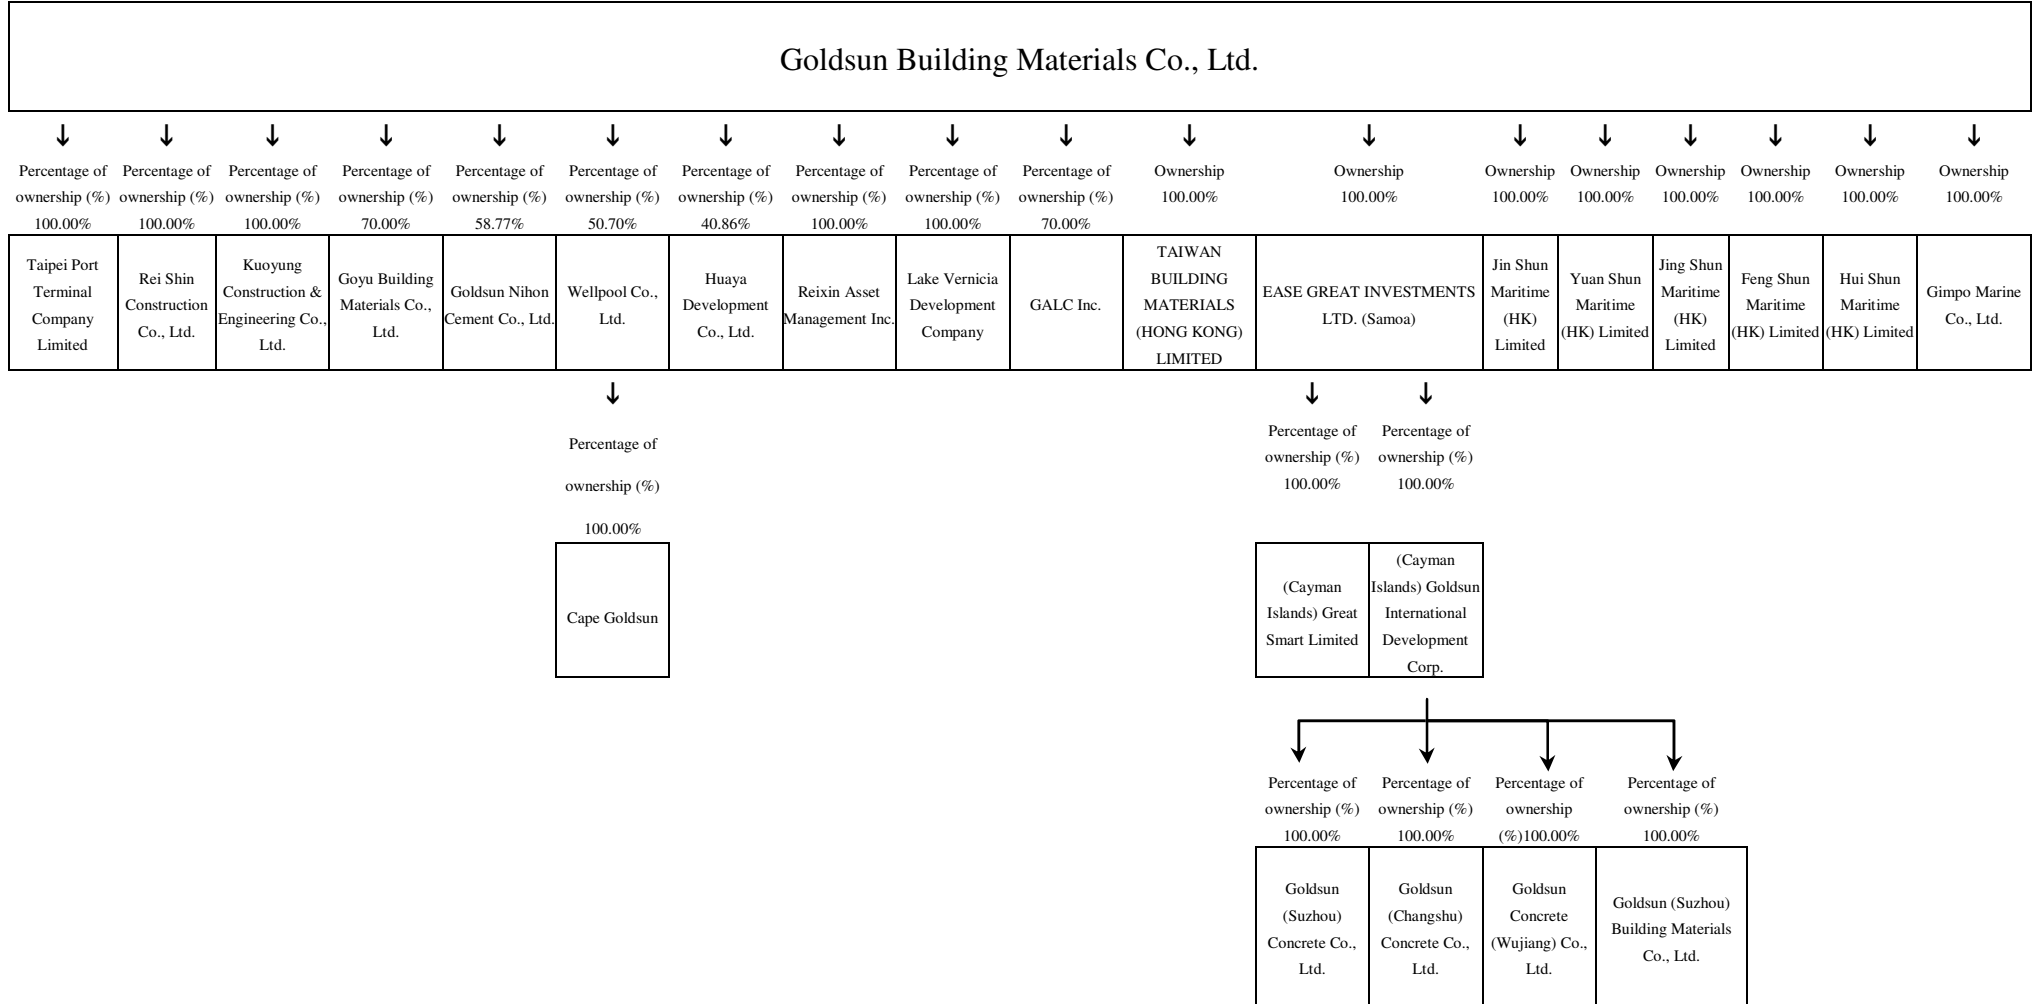 Goldsun Building Materials Co., Ltd.
Percentage of
ownership (%)
100.00%
Percentage of
ownership (%)
100.00%
Percentage of
ownership (%)
100.00%
Percentage of
ownership (%)
70.00%
Percentage of
ownership (%)
58.77%
Percentage of
ownership (%)
50.70%
Percentage of
ownership (%)
40.86%
Percentage of
ownership (%)
100.00%
Percentage of
ownership (%)
100.00%
Percentage of
ownership (%)
70.00%
Ownership
100.00%
Ownership
100.00%
Ownership
100.00%
Ownership
100.00%
Ownership
100.00%
Ownership
100.00%
Ownership
100.00%
Ownership
100.00%
Taipei Port
Terminal
Company
Limited
Rei Shin
Construction
Co., Ltd.
Kuoyung
Construction &
Engineering Co.,
Ltd.
Goyu Building
Materials Co.,
Ltd.
Goldsun Nihon
Cement Co., Ltd.
Wellpool Co.,
Ltd.
Huaya
Development
Co., Ltd.
Reixin Asset
Management Inc.
Lake Vernicia
Development
Company
GALC Inc.
TAIWAN
BUILDING
MATERIALS
(HONG KONG)
LIMITED
EASE GREAT INVESTMENTS
LTD. (Samoa)
Jin Shun
Maritime
(HK)
Limited
Yuan Shun
Maritime
(HK) Limited
Jing Shun
Maritime
(HK)
Limited
Feng Shun
Maritime
(HK) Limited
Hui Shun
Maritime
(HK) Limited
Gimpo Marine
Co., Ltd.
Percentage of
ownership (%)
100.00%
Percentage of
ownership (%)
100.00%
Percentage of
ownership (%)
100.00%
Cape Goldsun
(Cayman
Islands) Great
Smart Limited
(Cayman
Islands) Goldsun
International
Development
Corp.
Percentage of
ownership (%)
100.00%
Percentage of
ownership (%)
100.00%
Percentage of
ownership
(%)100.00%
Percentage of
ownership (%)
100.00%
Goldsun
(Suzhou)
Concrete Co.,
Ltd.
Goldsun
(Changshu)
Concrete Co.,
Ltd.
Goldsun
Concrete
(Wujiang) Co.,
Ltd.
Goldsun (Suzhou)
Building Materials
Co., Ltd.